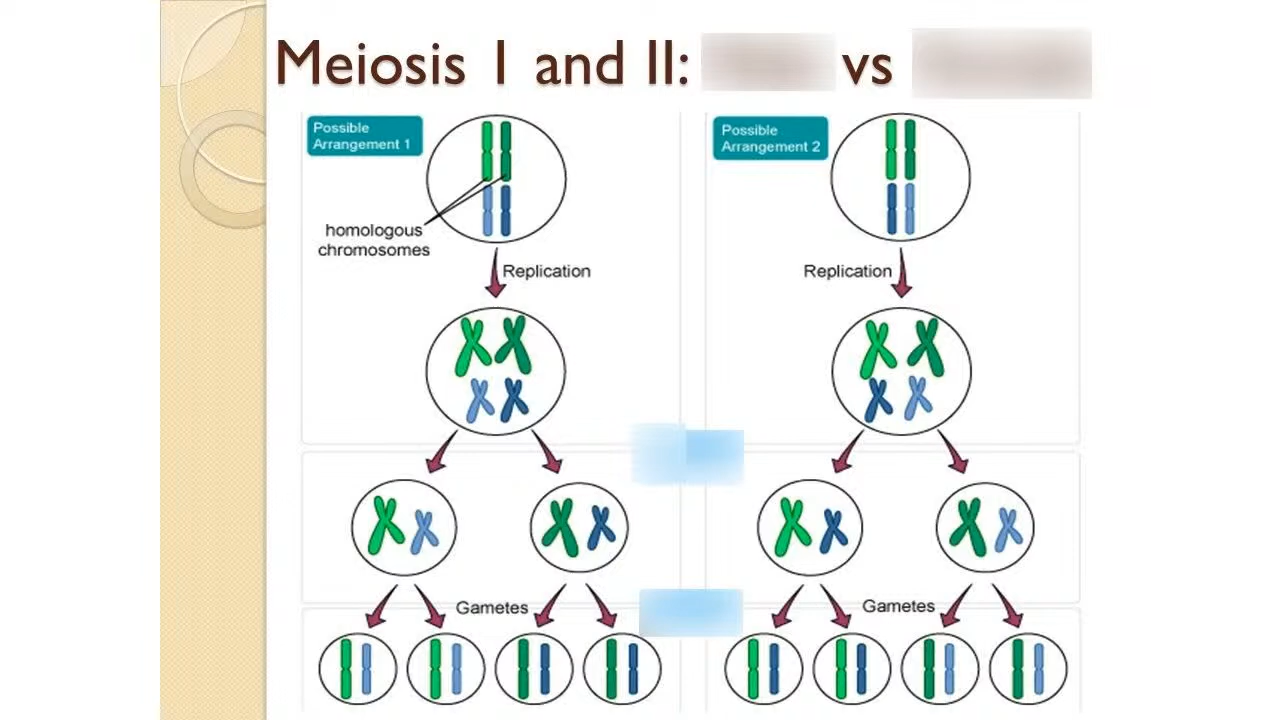 Meiosis I and II: vs
Possible
Arrangement 1
homologous
chromosomes
Replication
Gametes
Possible
Arrangement 2
Replication
Gametes